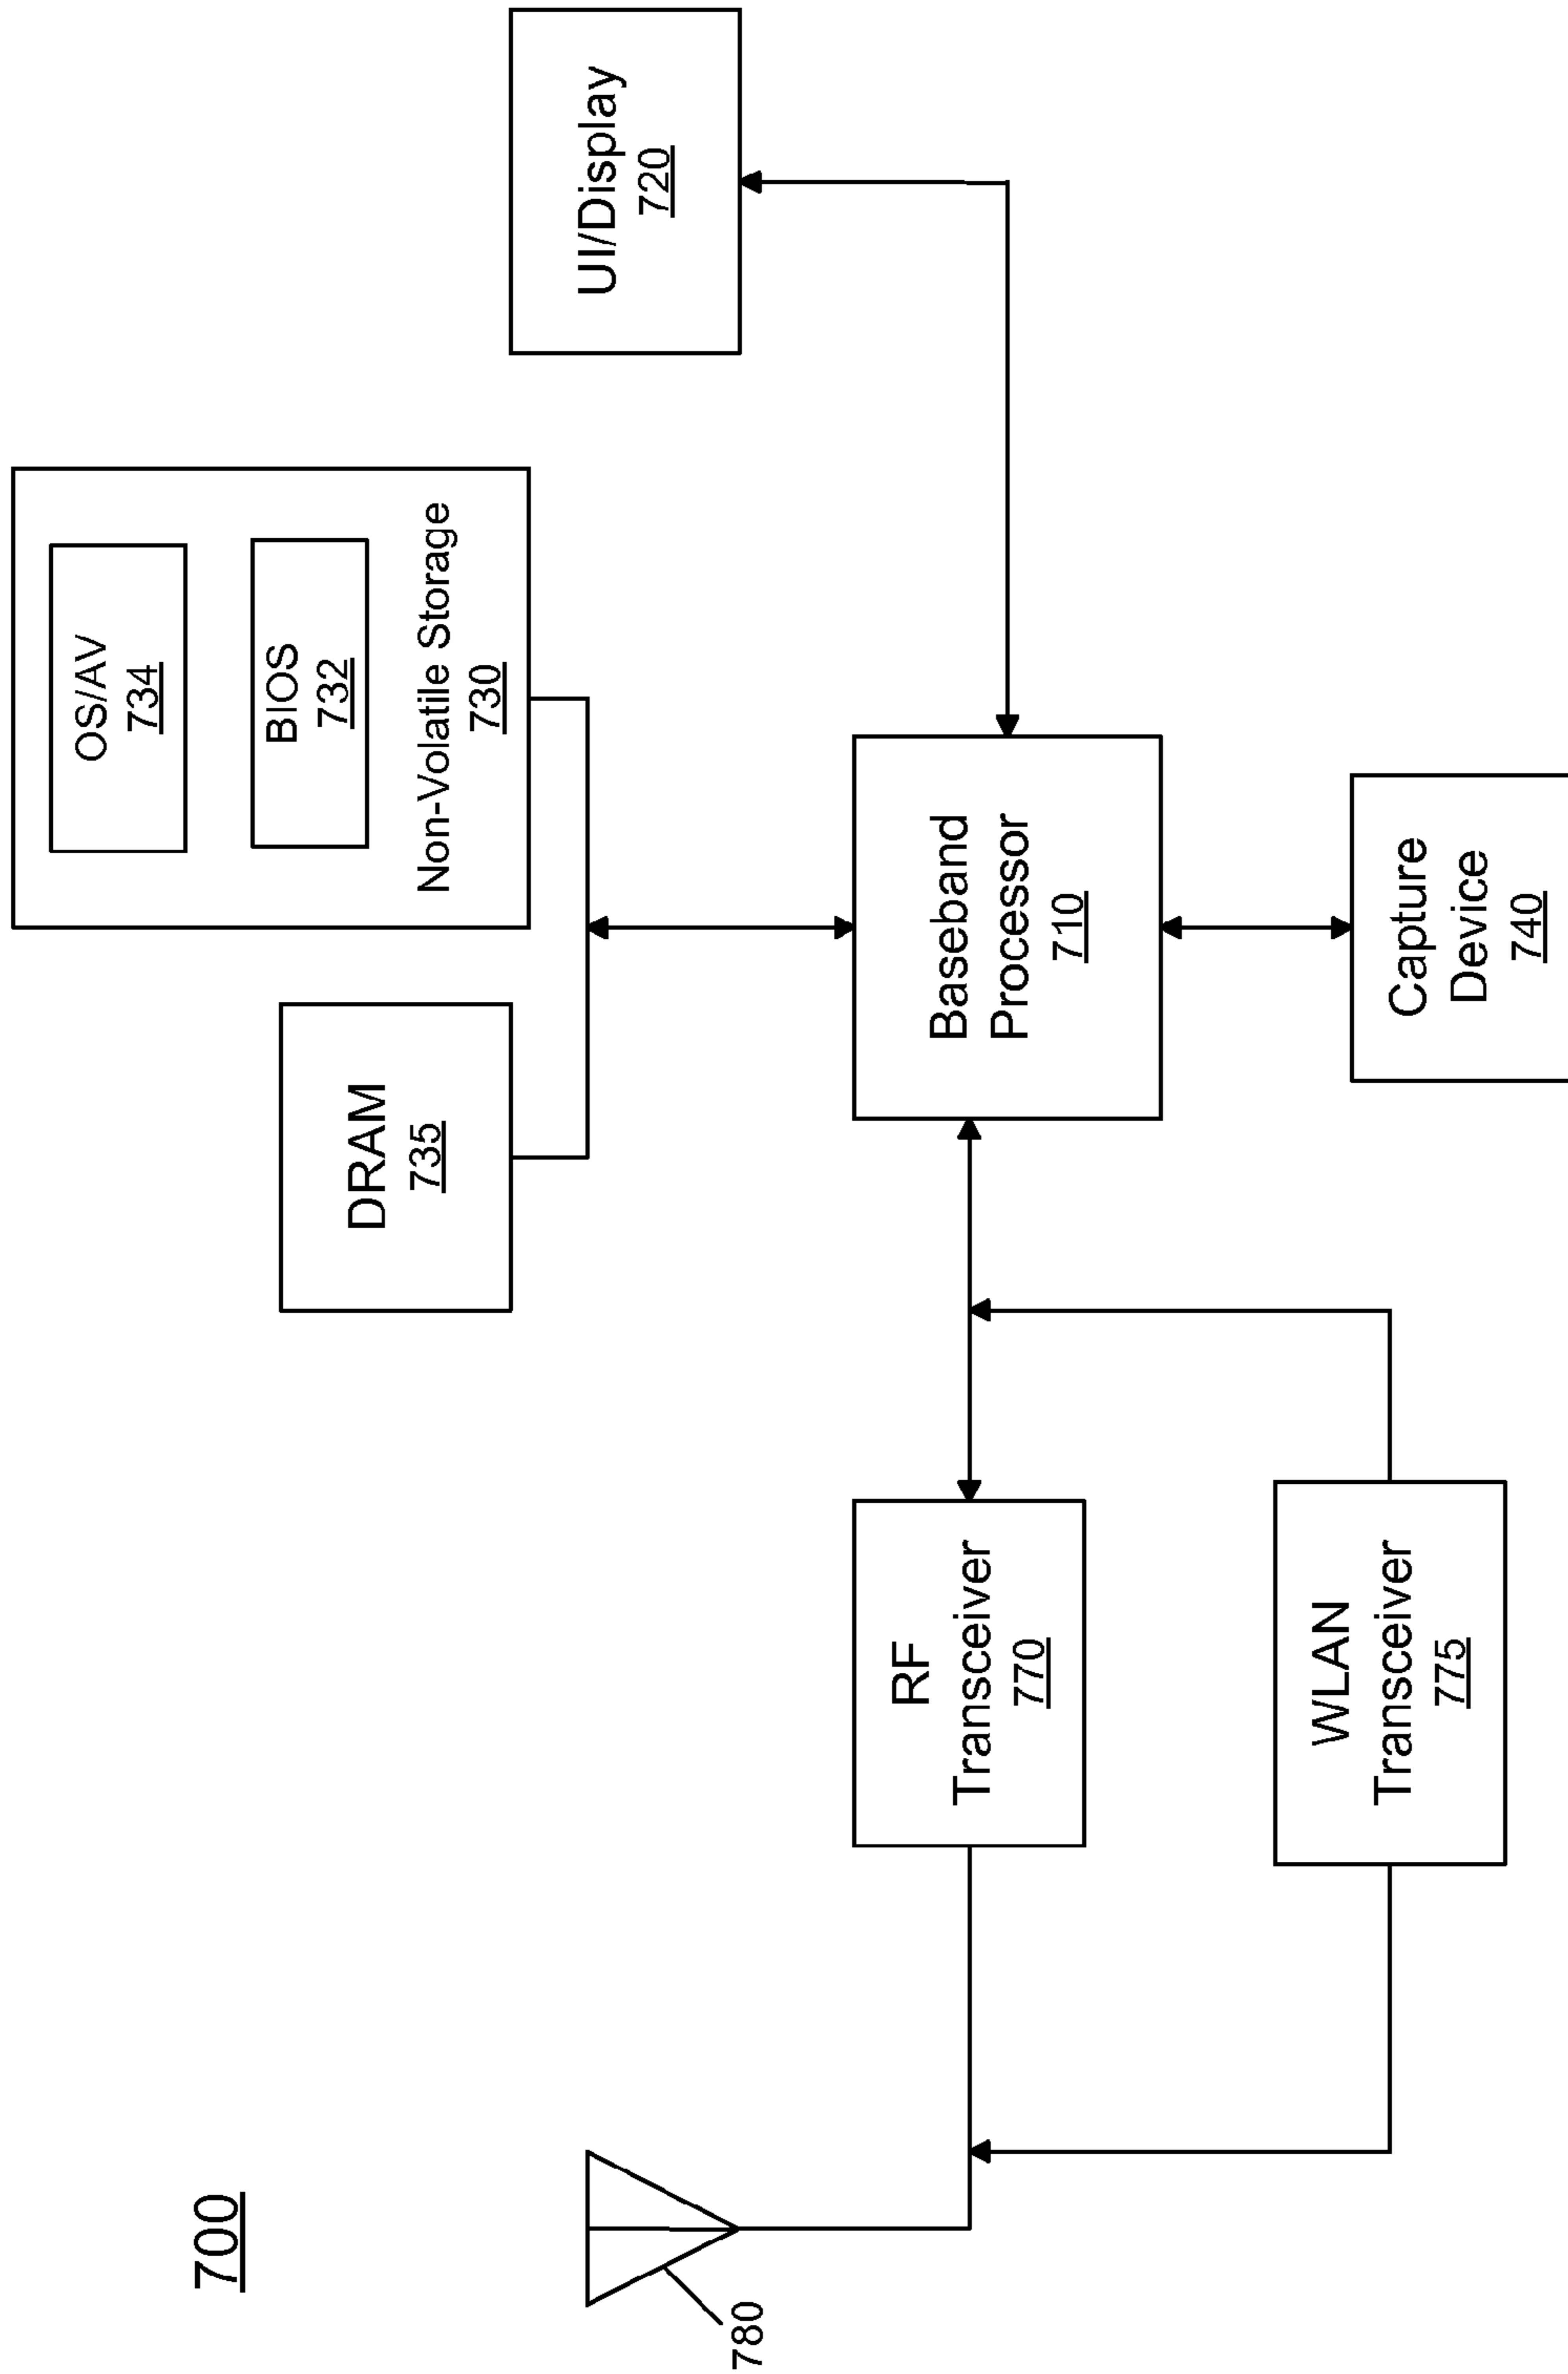 700
OS/AV
734
BIOS
732
Non-Volatile Storage
730
DRAM
735
UI/Display
720
780
RF
Transceiver
770
Baseband
Processor
710
WLAN
Transceiver
775
Capture
Device
740